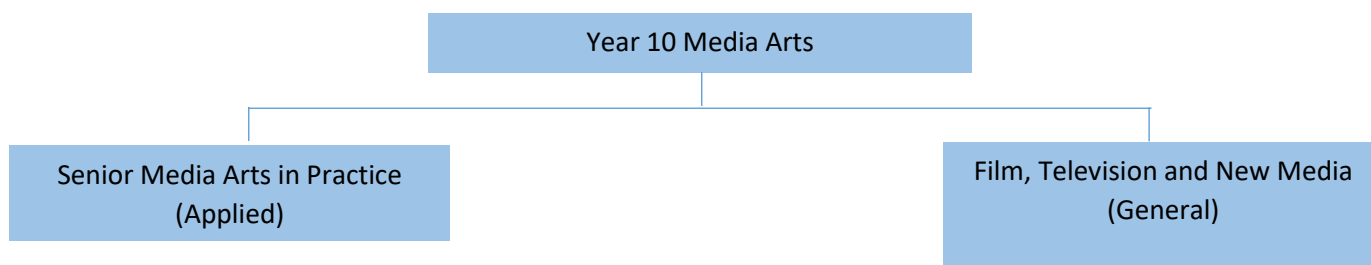 Year 10 Media Arts
Senior Media Arts in Practice
(Applied)
Film, Television and New Media
(General)